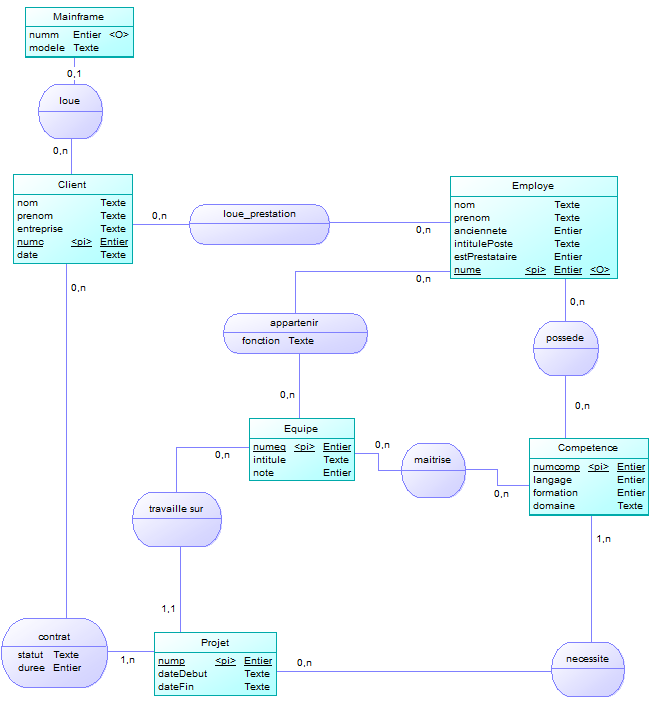 Mainframe
numm Entier <O>
modele Texte
0,1
loue
0,n
Client
nom Texte
prenom Texte
entreprise Texte
numc <pi> Entier
date Texte
0,n
loue_prestation
0,n
Employe
nom Texte
prenom Texte
anciennete Entier
intitulePoste Texte
estPrestataire Entier
nume <pi> Entier <O>
0,n
0,n
0,n
appartenir
fonction Texte
possede
0,n
0,n
Equipe
numeq <pi> Entier
intitule Texte
note Entier
0,n
0,n
maitrise
0,n
Competence
numcomp <pi> Entier
langage Entier
formation Entier
domaine Texte
1,n
travaille sur
1,1
contrat
statut Texte
duree Entier
1,n
Projet
nump <pi> Entier
dateDebut Texte
dateFin Texte
0,n
necessite